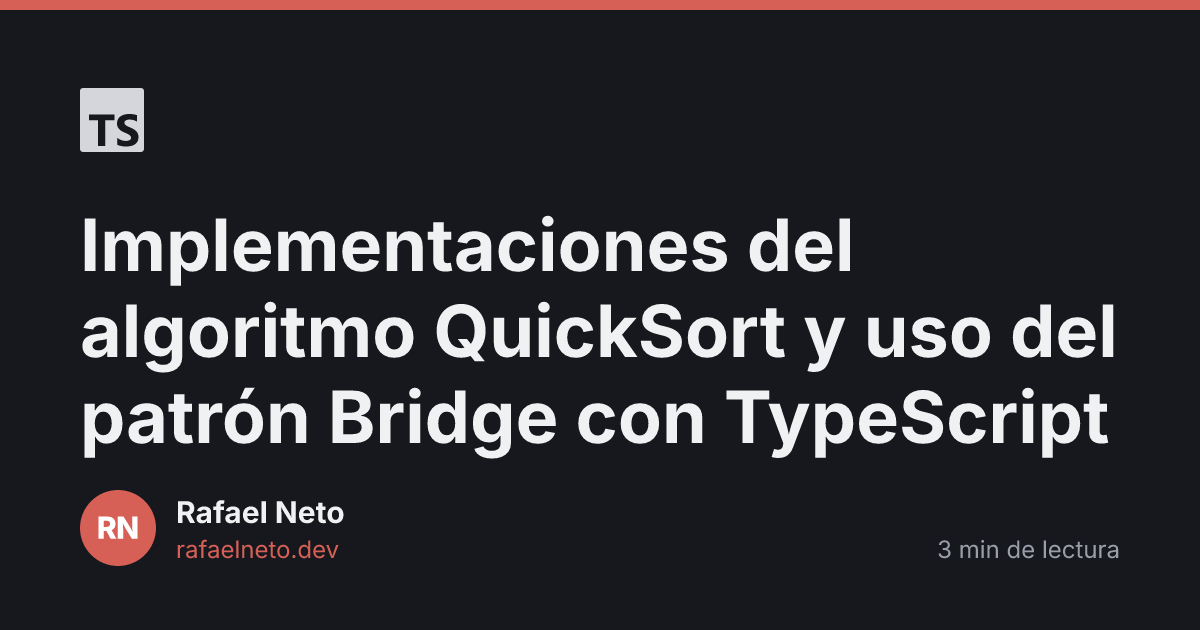 TS
Implementaciones del
algoritmo QuickSort y uso del
patrón Bridge con TypeScript
RN
Rafael Neto
rafaelneto.dev
3 min de lectura